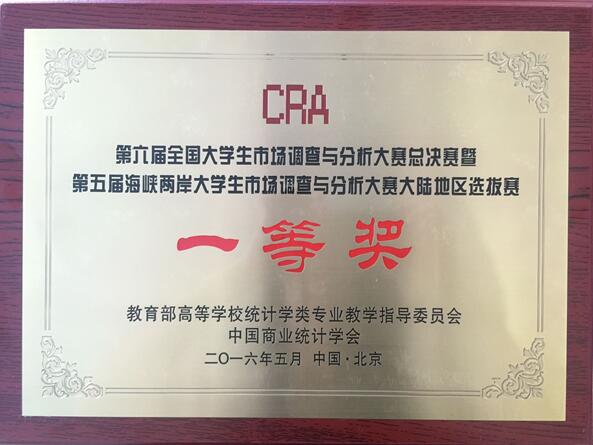 CRA
第六届全国大学生市场调查与分析大赛总决赛暨
第五届海峡两岸大学生市场调查与分析大赛大陆地区选拔赛
一等奖
教育部高等学校统计学类专业教学指导委员会
中国商业统计学会
二〇一六年五月 中国·北京